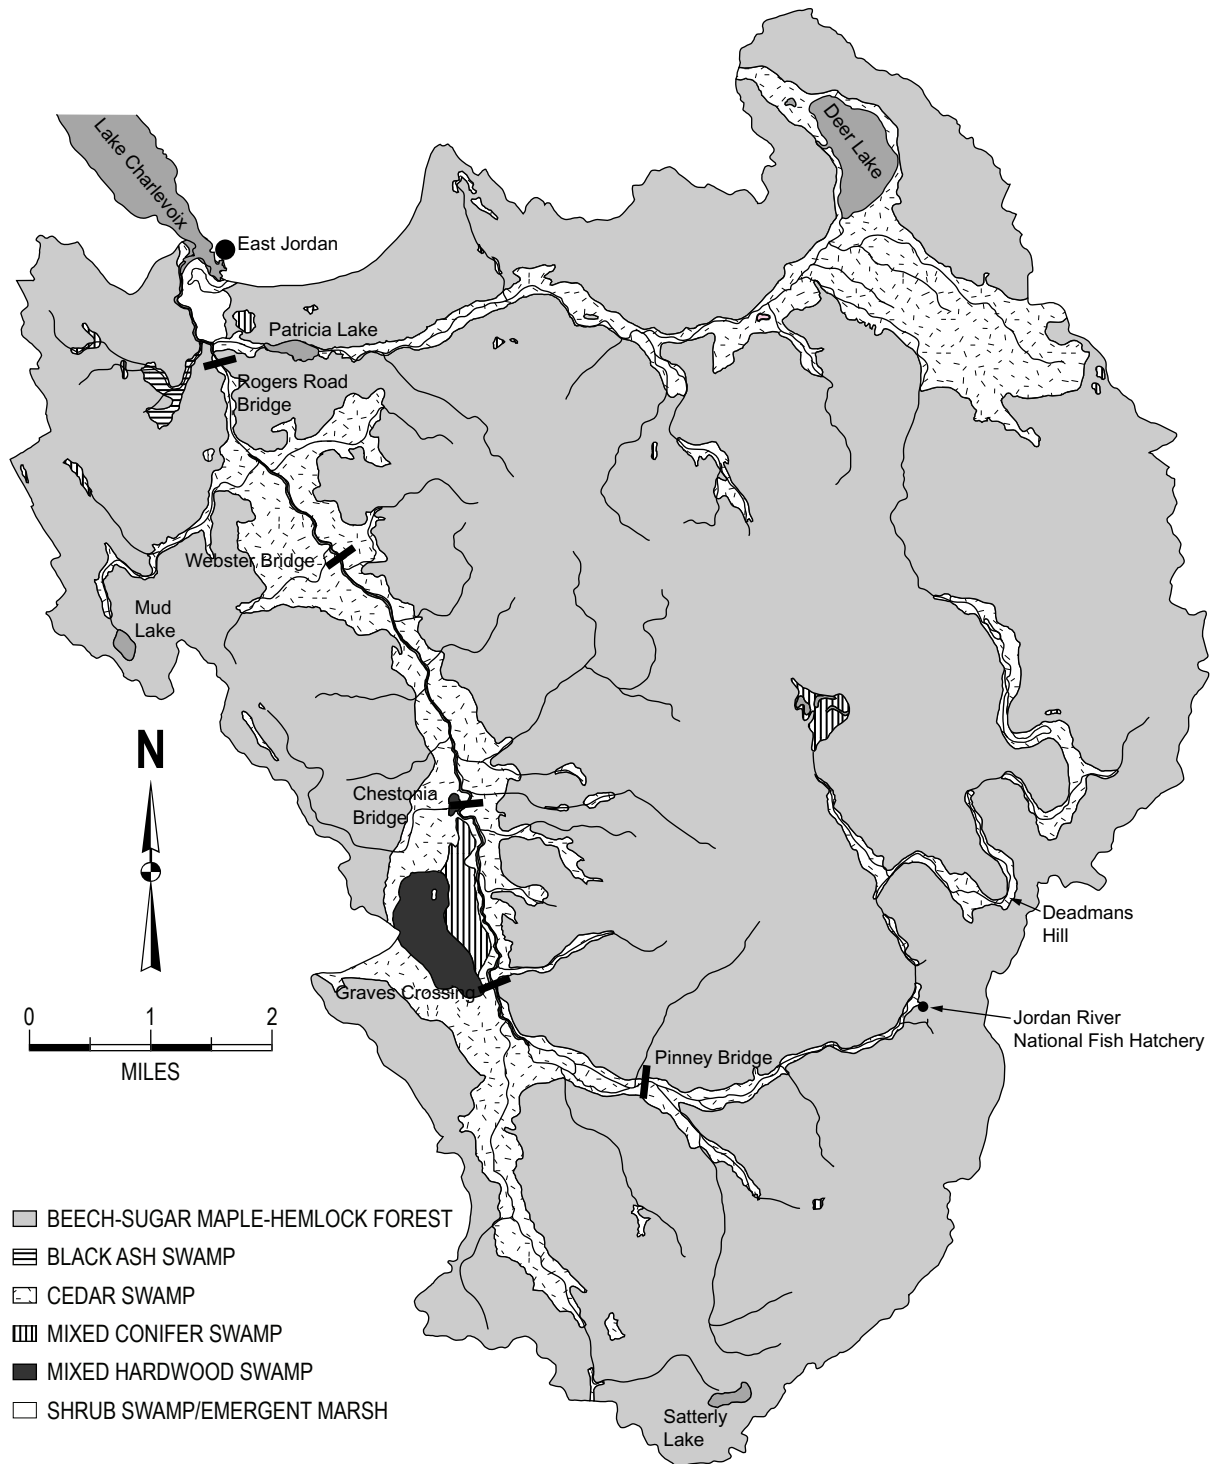 Deer Lake
Lake Charlevoix
East Jordan
Patricia Lake
Rogers Road
Bridge
Webster Bridge
Mud
Lake
N
Chestonia
Bridge
Deadmans
Hill
Graves Crossing
0 1 2
MILES
Jordan River
National Fish Hatchery
Pinney Bridge
BEECH-SUGAR MAPLE-HEMLOCK FOREST
BLACK ASH SWAMP
CEDAR SWAMP
MIXED CONIFER SWAMP
MIXED HARDWOOD SWAMP
SHRUB SWAMP/EMERGENT MARSH
Satterly
Lake